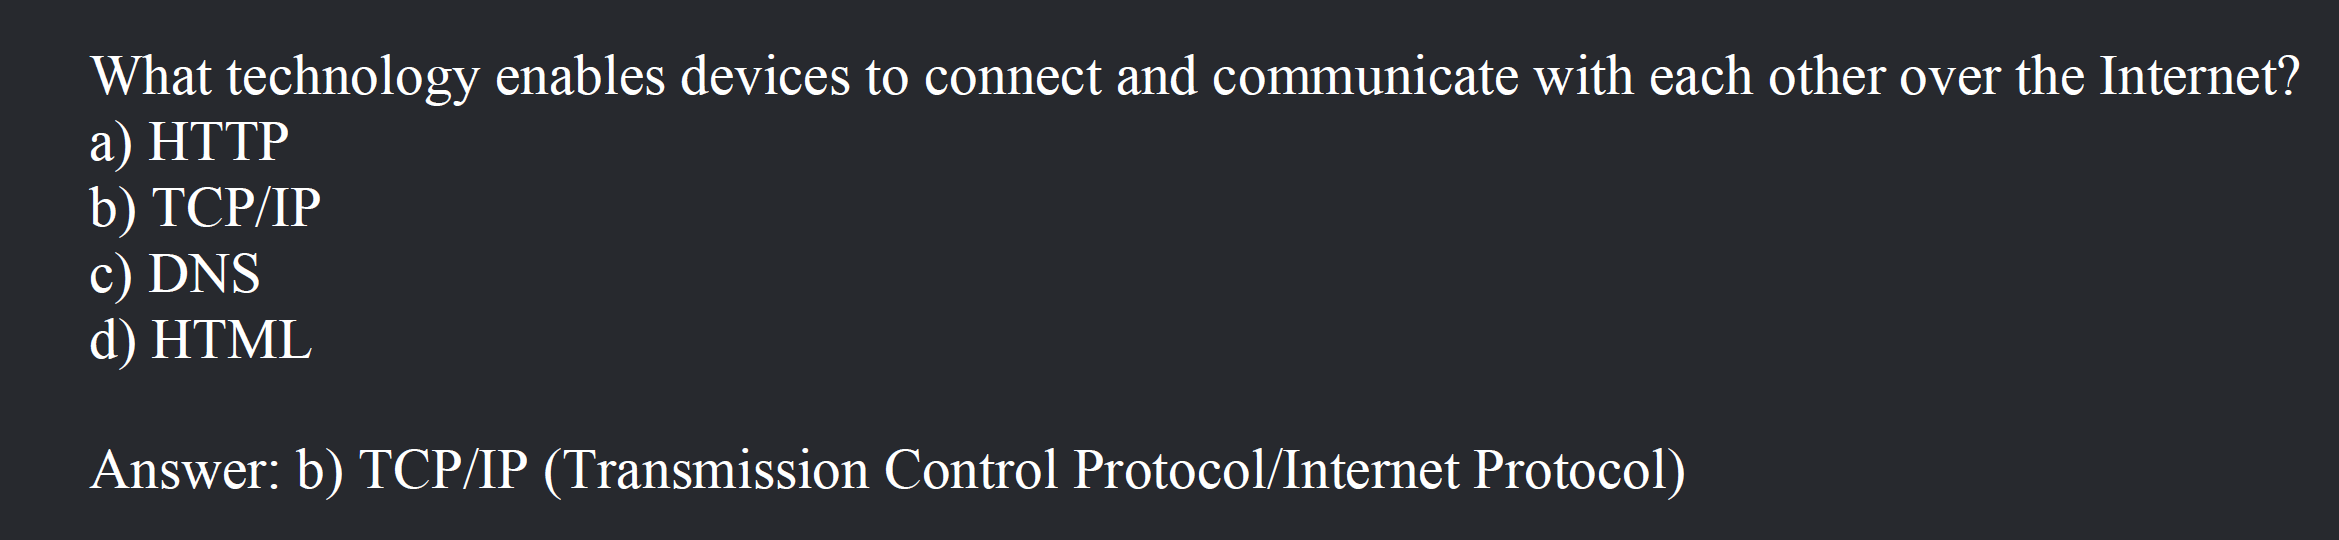 What technology enables devices to connect and communicate with each other over the Internet?
a) HTTP
b) TCP/IP
c) DNS
d) HTML
Answer: b) TCP/IP (Transmission Control Protocol/Internet Protocol)